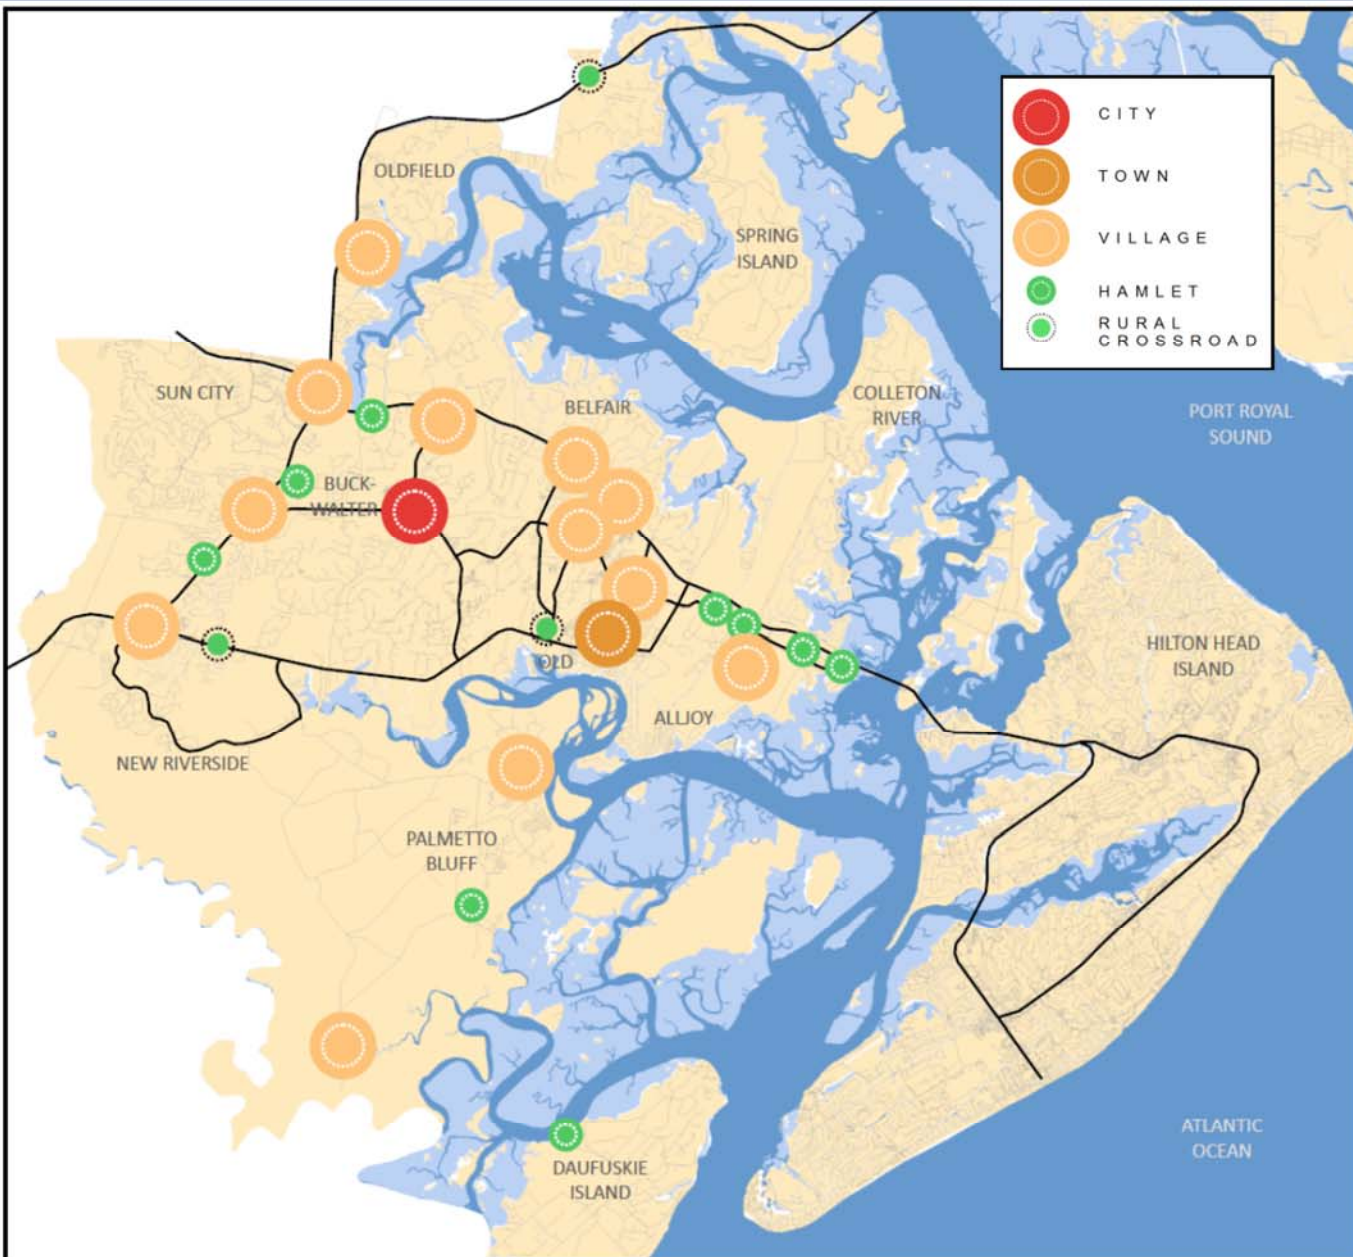 CITY
TOWN
VILLAGE
HAMLET
RURAL
CROSSROAD
OLDFIELD
SPRING
ISLAND
SUN CITY
BELFAIR
COLLETON
RIVER
PORT ROYAL
SOUND
BUCK-
WALTER
HILTON HEAD
ISLAND
OLD
ALLJOY
NEW RIVERSIDE
PALMETTO
BLUFF
ATLANTIC
OCEAN
DAUFUSKIE
ISLAND